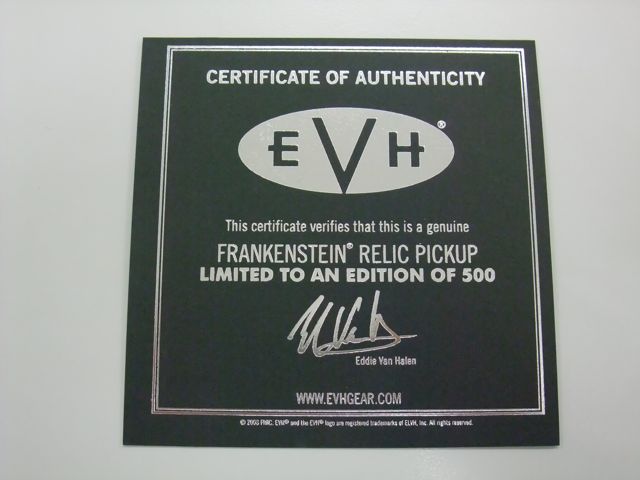 CERTIFICATE OF AUTHENTICITY
EVH®
This certificate verifies that this is a genuine
FRANKENSTEIN® RELIC PICKUP
LIMITED TO AN EDITION OF 500
Eddie Van Halen
WWW.EVHGEAR.COM
© 2008 FMIC. EVH® and the EVH® logo are registered trademarks of ELVH, Inc. All rights reserved.